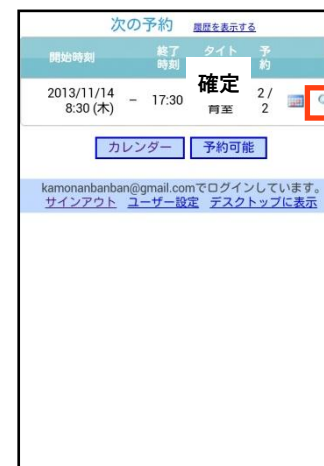 次の予約 履歴を表示する
開始時刻 終了時刻 タイト 予約
2013/11/14 8:30 (木) – 17:30 確定 2 / 2
カレンダー 予約可能
kamonanbanban@gmail.comでログインしています。
サインアウト ユーザー設定 デスクトップに表示